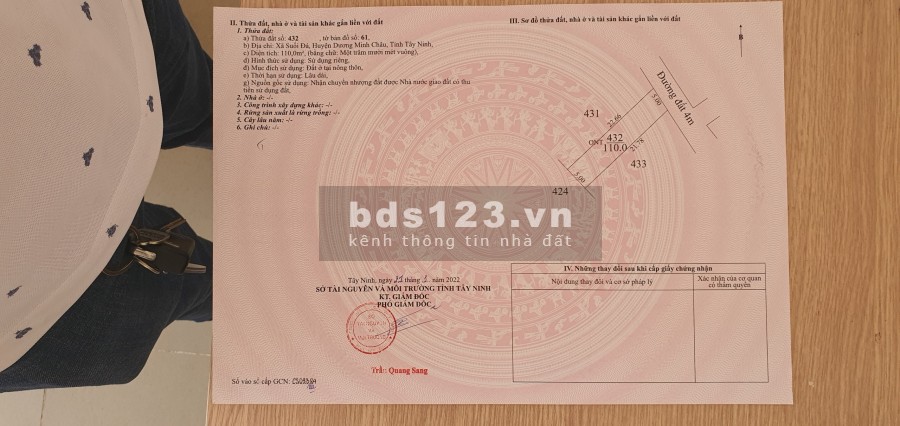 II. Thửa đất, nhà ở và tài sản khác gắn liền với đất
1. Thửa đất:
a) Thửa đất số: 432 , tờ bản đồ số: 61,
b) Địa chỉ: Xã Suối Đá, Huyện Dương Minh Châu, Tỉnh Tây Ninh,
c) Diện tích: 110,0m², (bằng chữ: Một trăm mười mét vuông),
d) Hình thức sử dụng: Sử dụng riêng,
đ) Mục đích sử dụng: Đất ở tại nông thôn,
e) Thời hạn sử dụng: Lâu dài,
g) Nguồn gốc sử dụng: Nhận chuyển nhượng đất được Nhà nước giao đất có thu
tiền sử dụng đất,
2. Nhà ở: -/-
3. Công trình xây dựng khác: -/-
4. Rừng sản xuất là rừng trồng: -/-
5. Cây lâu năm: -/-
6. Ghi chú: -/-
III. Sơ đồ thửa đất, nhà ở và tài sản khác gắn liền với đất
B
Đường đất 4m
431
22.66
5.00
ONT 432
110.0
21.78
433
5.00
424
bds123.vn
kênh thông tin nhà đất
Tây Ninh, ngày tháng 1 năm 2022
SỞ TÀI NGUYÊN VÀ MÔI TRƯỜNG TỈNH TÂY NINH
KT. GIÁM ĐỐC
PHÓ GIÁM ĐỐC
Trần Quang Sang
Số vào sổ cấp GCN:
IV. Những thay đổi sau khi cấp giấy chứng nhận
Nội dung thay đổi và cơ sở pháp lý
Xác nhận của cơ quan
có thẩm quyền